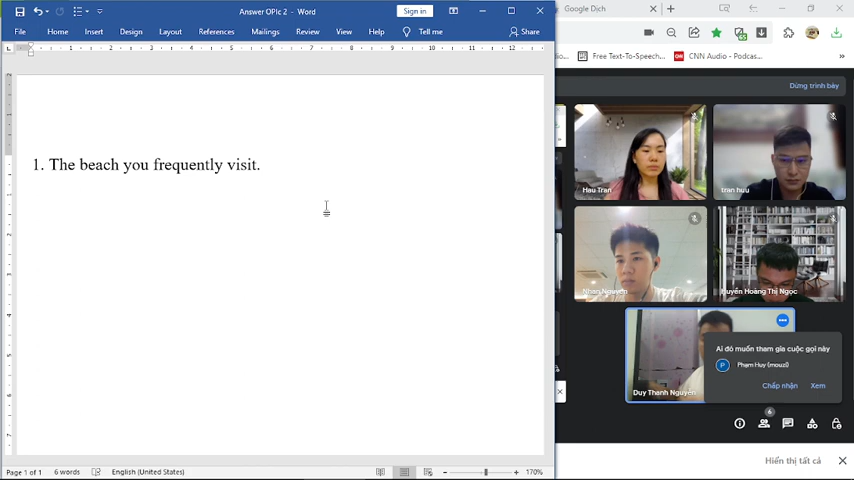 Answer OPIc 2 - Word
Sign in
File Home Insert Design Layout References Mailings Review View Help Tell me Share
1. The beach you frequently visit.
Page 1 of 1 6 words English (United States) 170%
Google Dịch
Free Text-To-Speech...
CNN Audio - Podcas...
Dừng trình bày
Hau Tran
tran huy
Nhan Nguyen
Huyền Hoàng Thị Ngọc
Duy Thanh Nguyễn
Ai đó muốn tham gia cuộc gọi này
P Phạm Huy (mouzi)
Chấp nhận Xem
6
Hiển thị tất cả